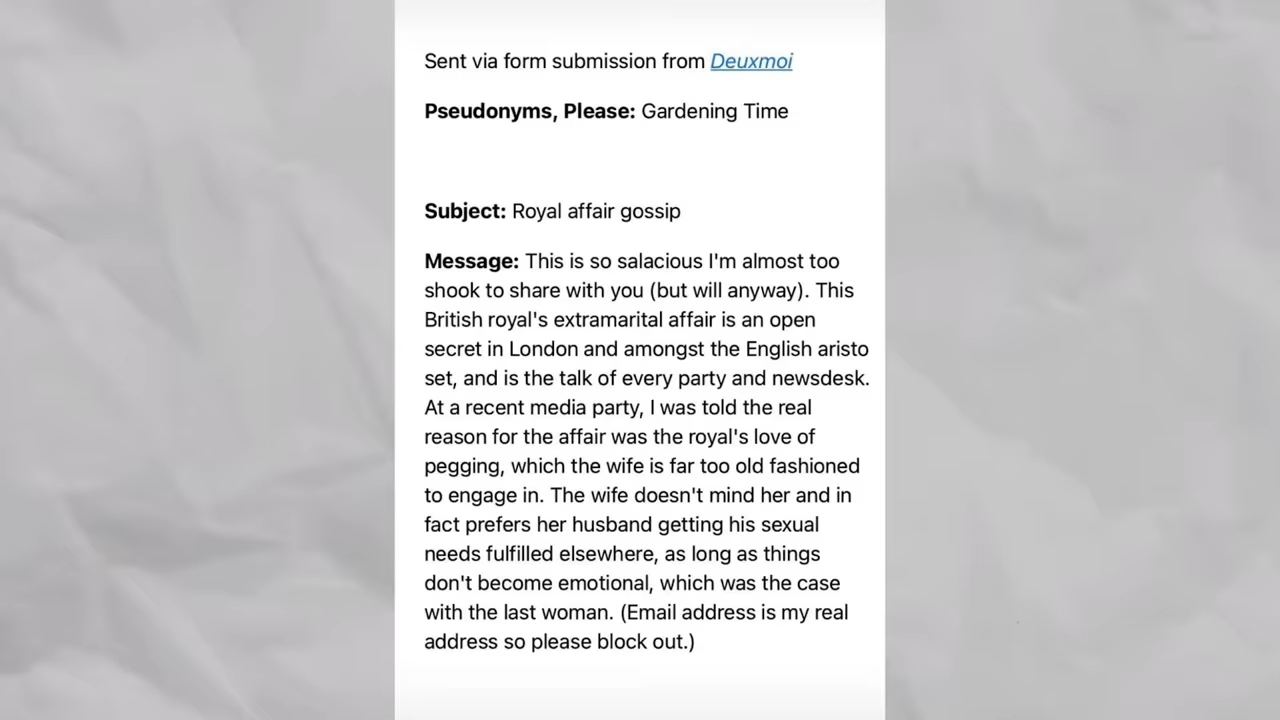 Sent via form submission from Deuxmoi
Pseudonyms, Please: Gardening Time
Subject: Royal affair gossip
Message: This is so salacious I'm almost too
shook to share with you (but will anyway). This
British royal's extramarital affair is an open
secret in London and amongst the English aristo
set, and is the talk of every party and newsdesk.
At a recent media party, I was told the real
reason for the affair was the royal's love of
pegging, which the wife is far too old fashioned
to engage in. The wife doesn't mind her and in
fact prefers her husband getting his sexual
needs fulfilled elsewhere, as long as things
don't become emotional, which was the case
with the last woman. (Email address is my real
address so please block out.)